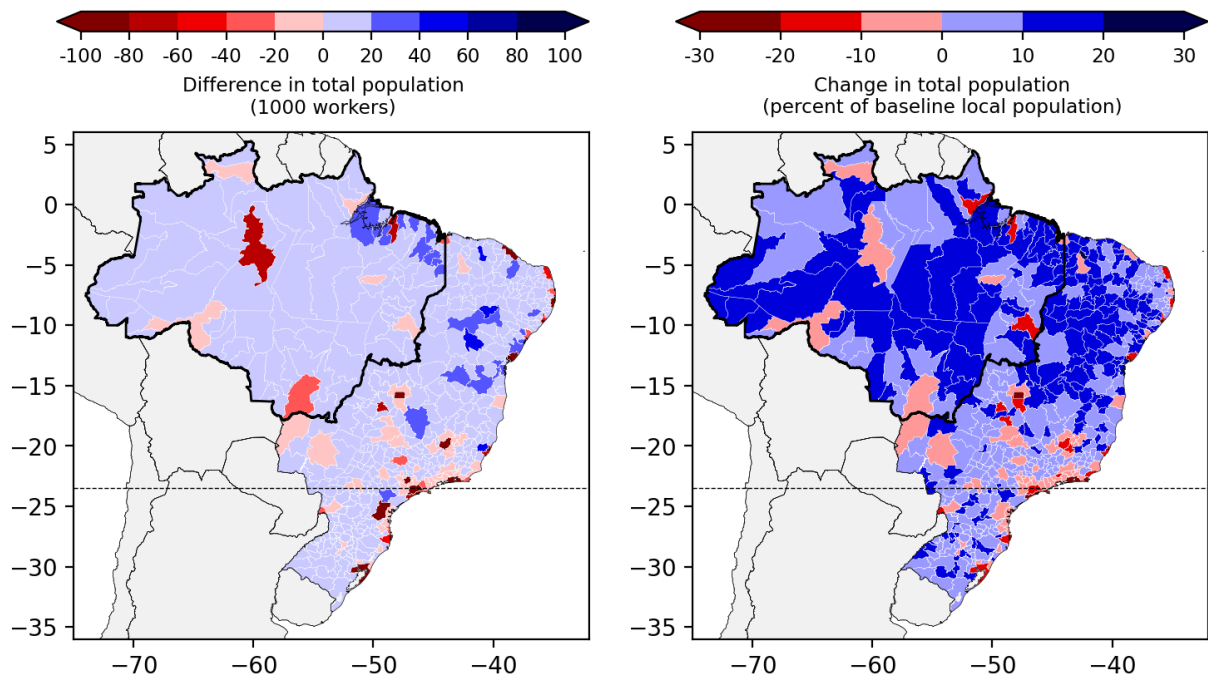 -100 -80 -60 -40 -20 0 20 40 60 80 100
Difference in total population
(1000 workers)
-30 -20 -10 0 10 20 30
Change in total population
(percent of baseline local population)
5
0
−5
−10
−15
−20
−25
−30
−35
−70 −60 −50 −40
5
0
−5
−10
−15
−20
−25
−30
−35
−70 −60 −50 −40